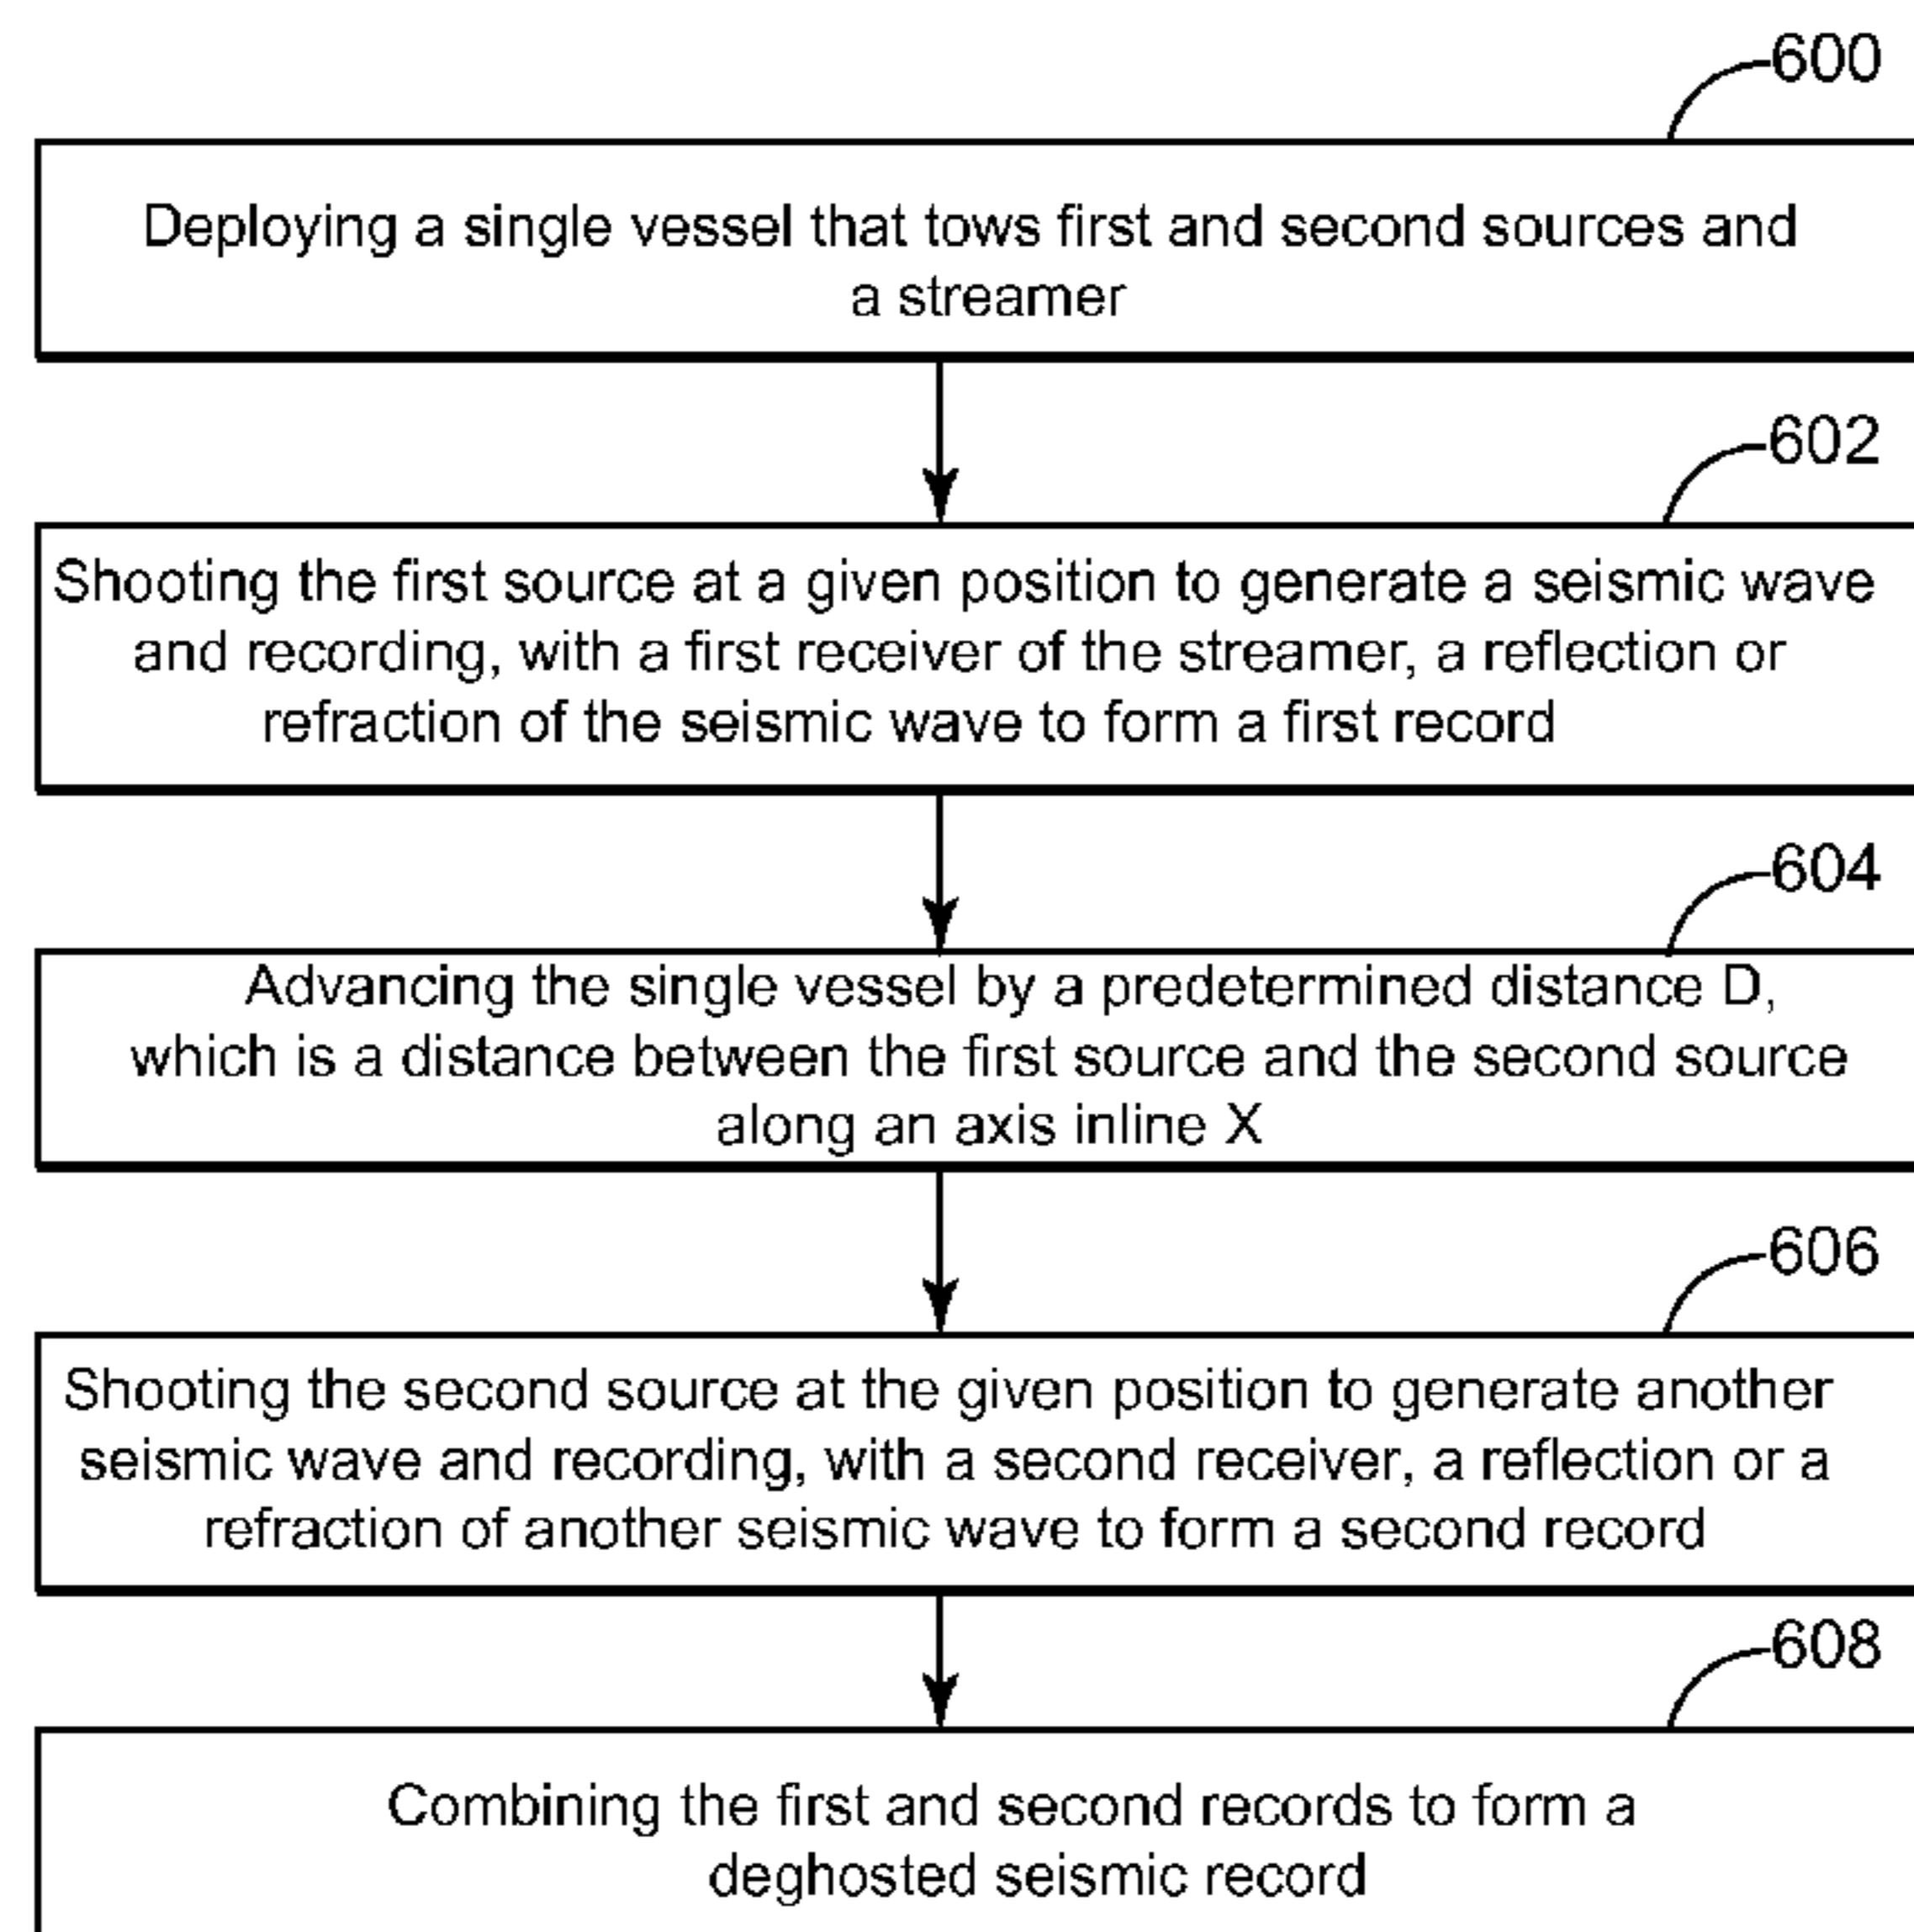 600
Deploying a single vessel that tows first and second sources and
a streamer
602
Shooting the first source at a given position to generate a seismic wave
and recording, with a first receiver of the streamer, a reflection or
refraction of the seismic wave to form a first record
604
Advancing the single vessel by a predetermined distance D,
which is a distance between the first source and the second source
along an axis inline X
606
Shooting the second source at the given position to generate another
seismic wave and recording, with a second receiver, a reflection or a
refraction of another seismic wave to form a second record
608
Combining the first and second records to form a
deghosted seismic record